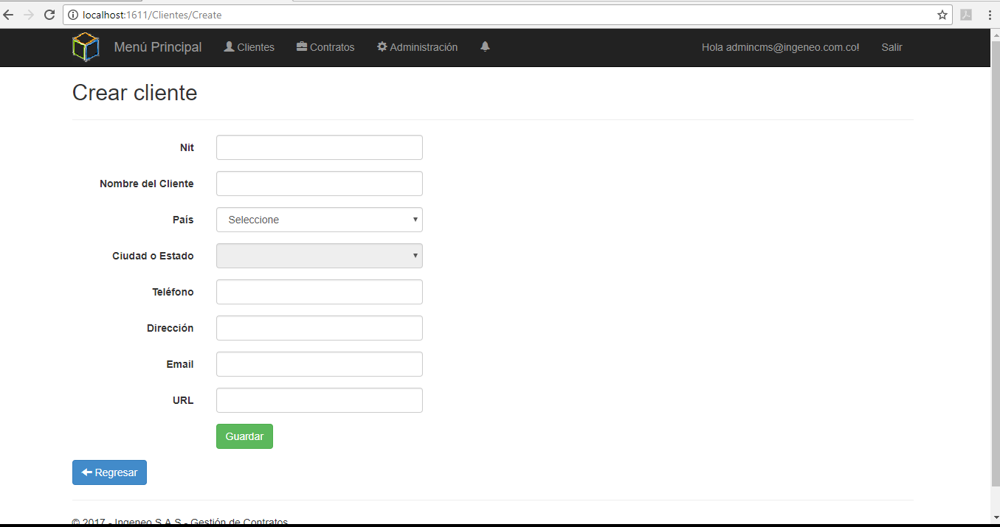 localhost:1611/Clientes/Create
Menú Principal Clientes Contratos Administración Hola admincms@ingeneo.com.co! Salir
Crear cliente
Nit
Nombre del Cliente
País Seleccione
Ciudad o Estado
Teléfono
Dirección
Email
URL
Guardar
Regresar
© 2017 - Ingeneo S.A.S - Gestión de Contratos